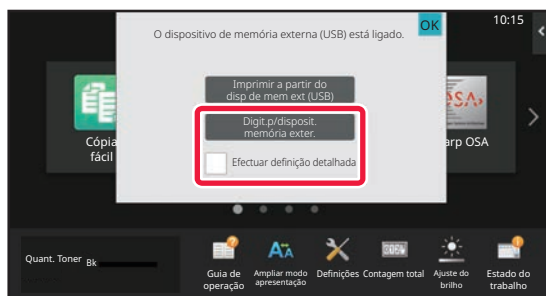 O dispositivo de memória externa (USB) está ligado.
OK
10:15
Imprimir a partir do
disp de mem ext (USB)
Digit.p/disposit.
memória exter.
Efectuar definição detalhada
Cópia
fácil
arp OSA
Quant. Toner
Bk
Guia de
operação
Ampliar modo
apresentação
Definições
Contagem total
Ajuste do
brilho
Estado do
trabalho